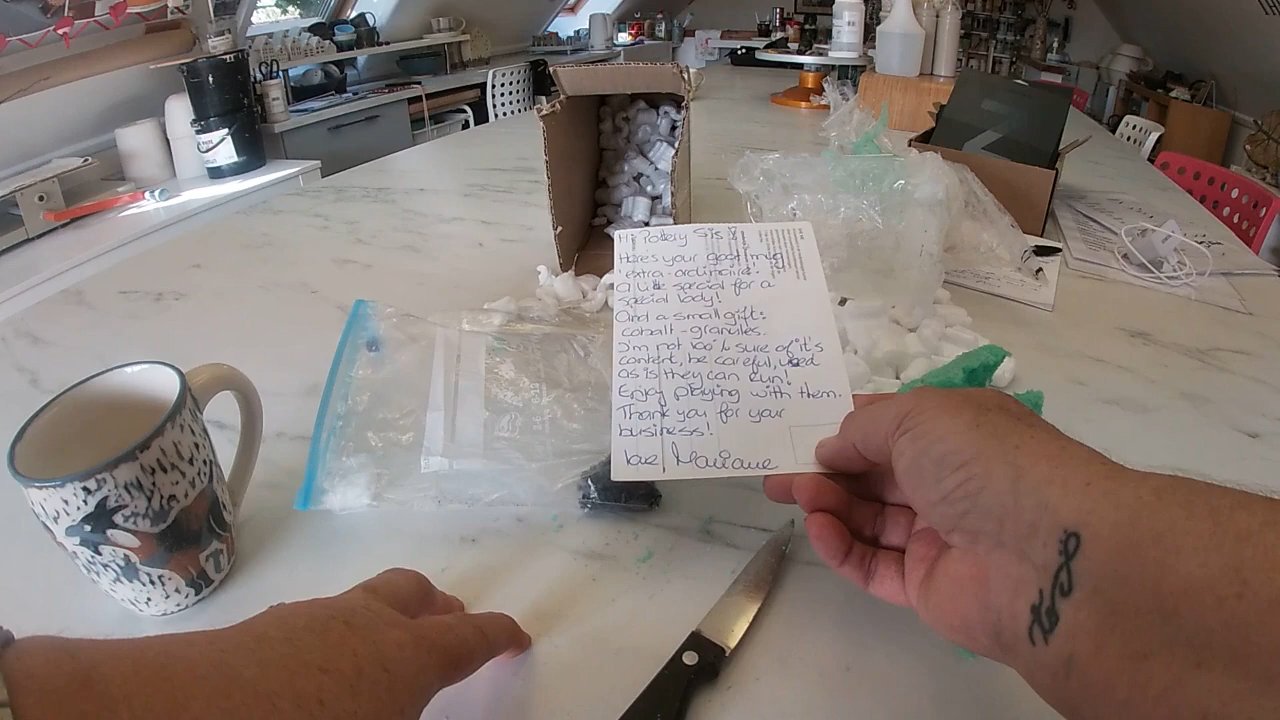 Hi Pottery Sis!
Here's your goat mug
extra-ordinaire!
a little special for a
special lady!
And a small gift:
cobalt-granules.
I'm not 100% sure of it's
content, be careful, used
as is they can run!
Enjoy playing with them.
Thank you for your
business!
love, Mariane